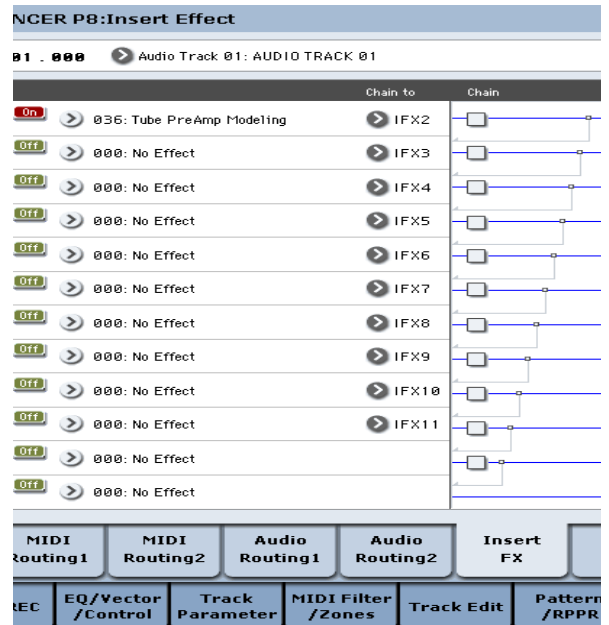 NCER P8:Insert Effect
01 . 000 Audio Track 01: AUDIO TRACK 01
Chain to Chain
On 036: Tube PreAmp Modeling IFX2
Off 000: No Effect IFX3
Off 000: No Effect IFX4
Off 000: No Effect IFX5
Off 000: No Effect IFX6
Off 000: No Effect IFX7
Off 000: No Effect IFX8
Off 000: No Effect IFX9
Off 000: No Effect IFX10
Off 000: No Effect IFX11
Off 000: No Effect
Off 000: No Effect
MIDI MIDI Audio Audio Insert
Routing1 Routing2 Routing1 Routing2 FX
EQ/Vector Track MIDI Filter Pattern
REC /Control Parameter /Zones Track Edit /RPPR